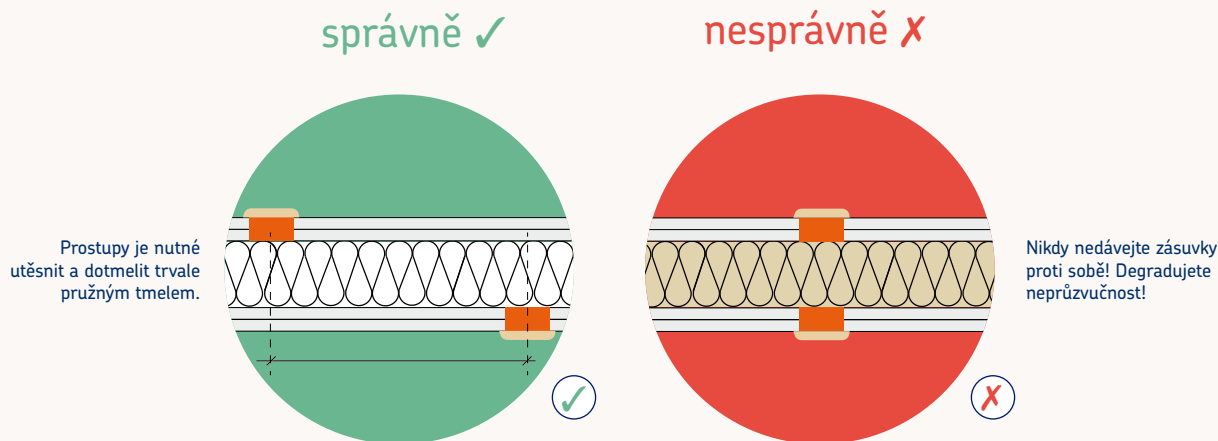 správně ✓
nesprávně ✗
Prostupy je nutné
utěsnit a dotmelit trvale
pružným tmelem.
Nikdy nedávejte zásuvky
proti sobě! Degradujete
neprůzvučnost!